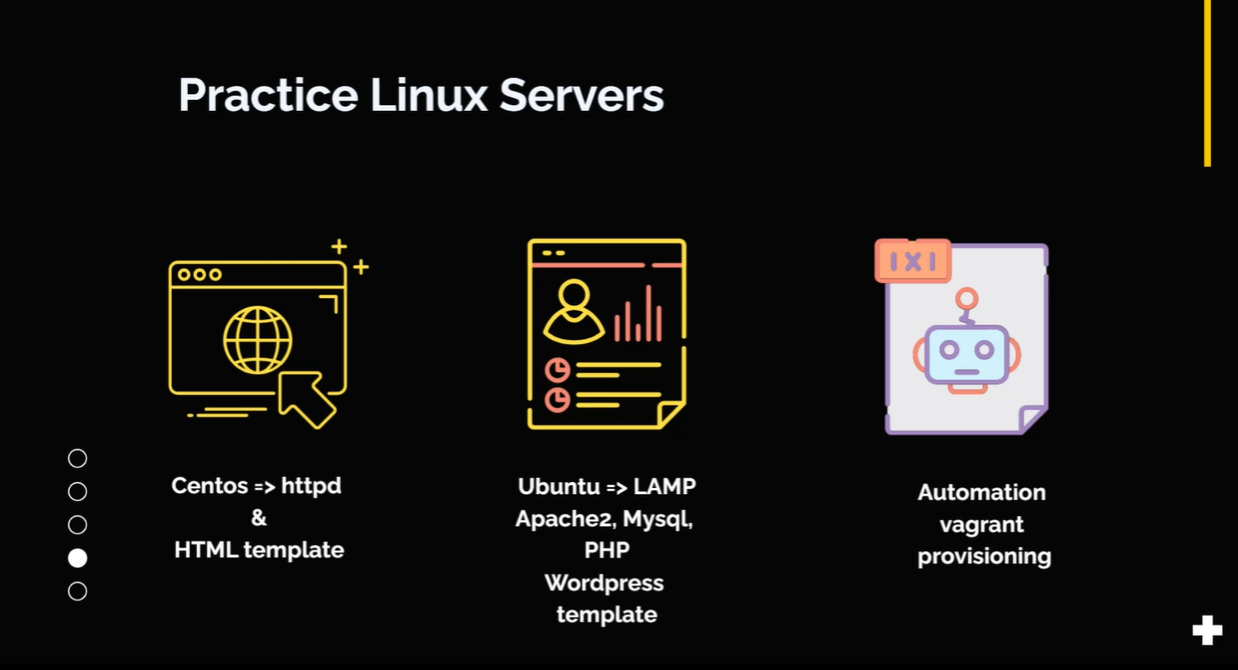 Practice Linux Servers
Centos => httpd
&
HTML template
Ubuntu => LAMP
Apache2, Mysql,
PHP
Wordpress
template
|X|
Automation
vagrant
provisioning